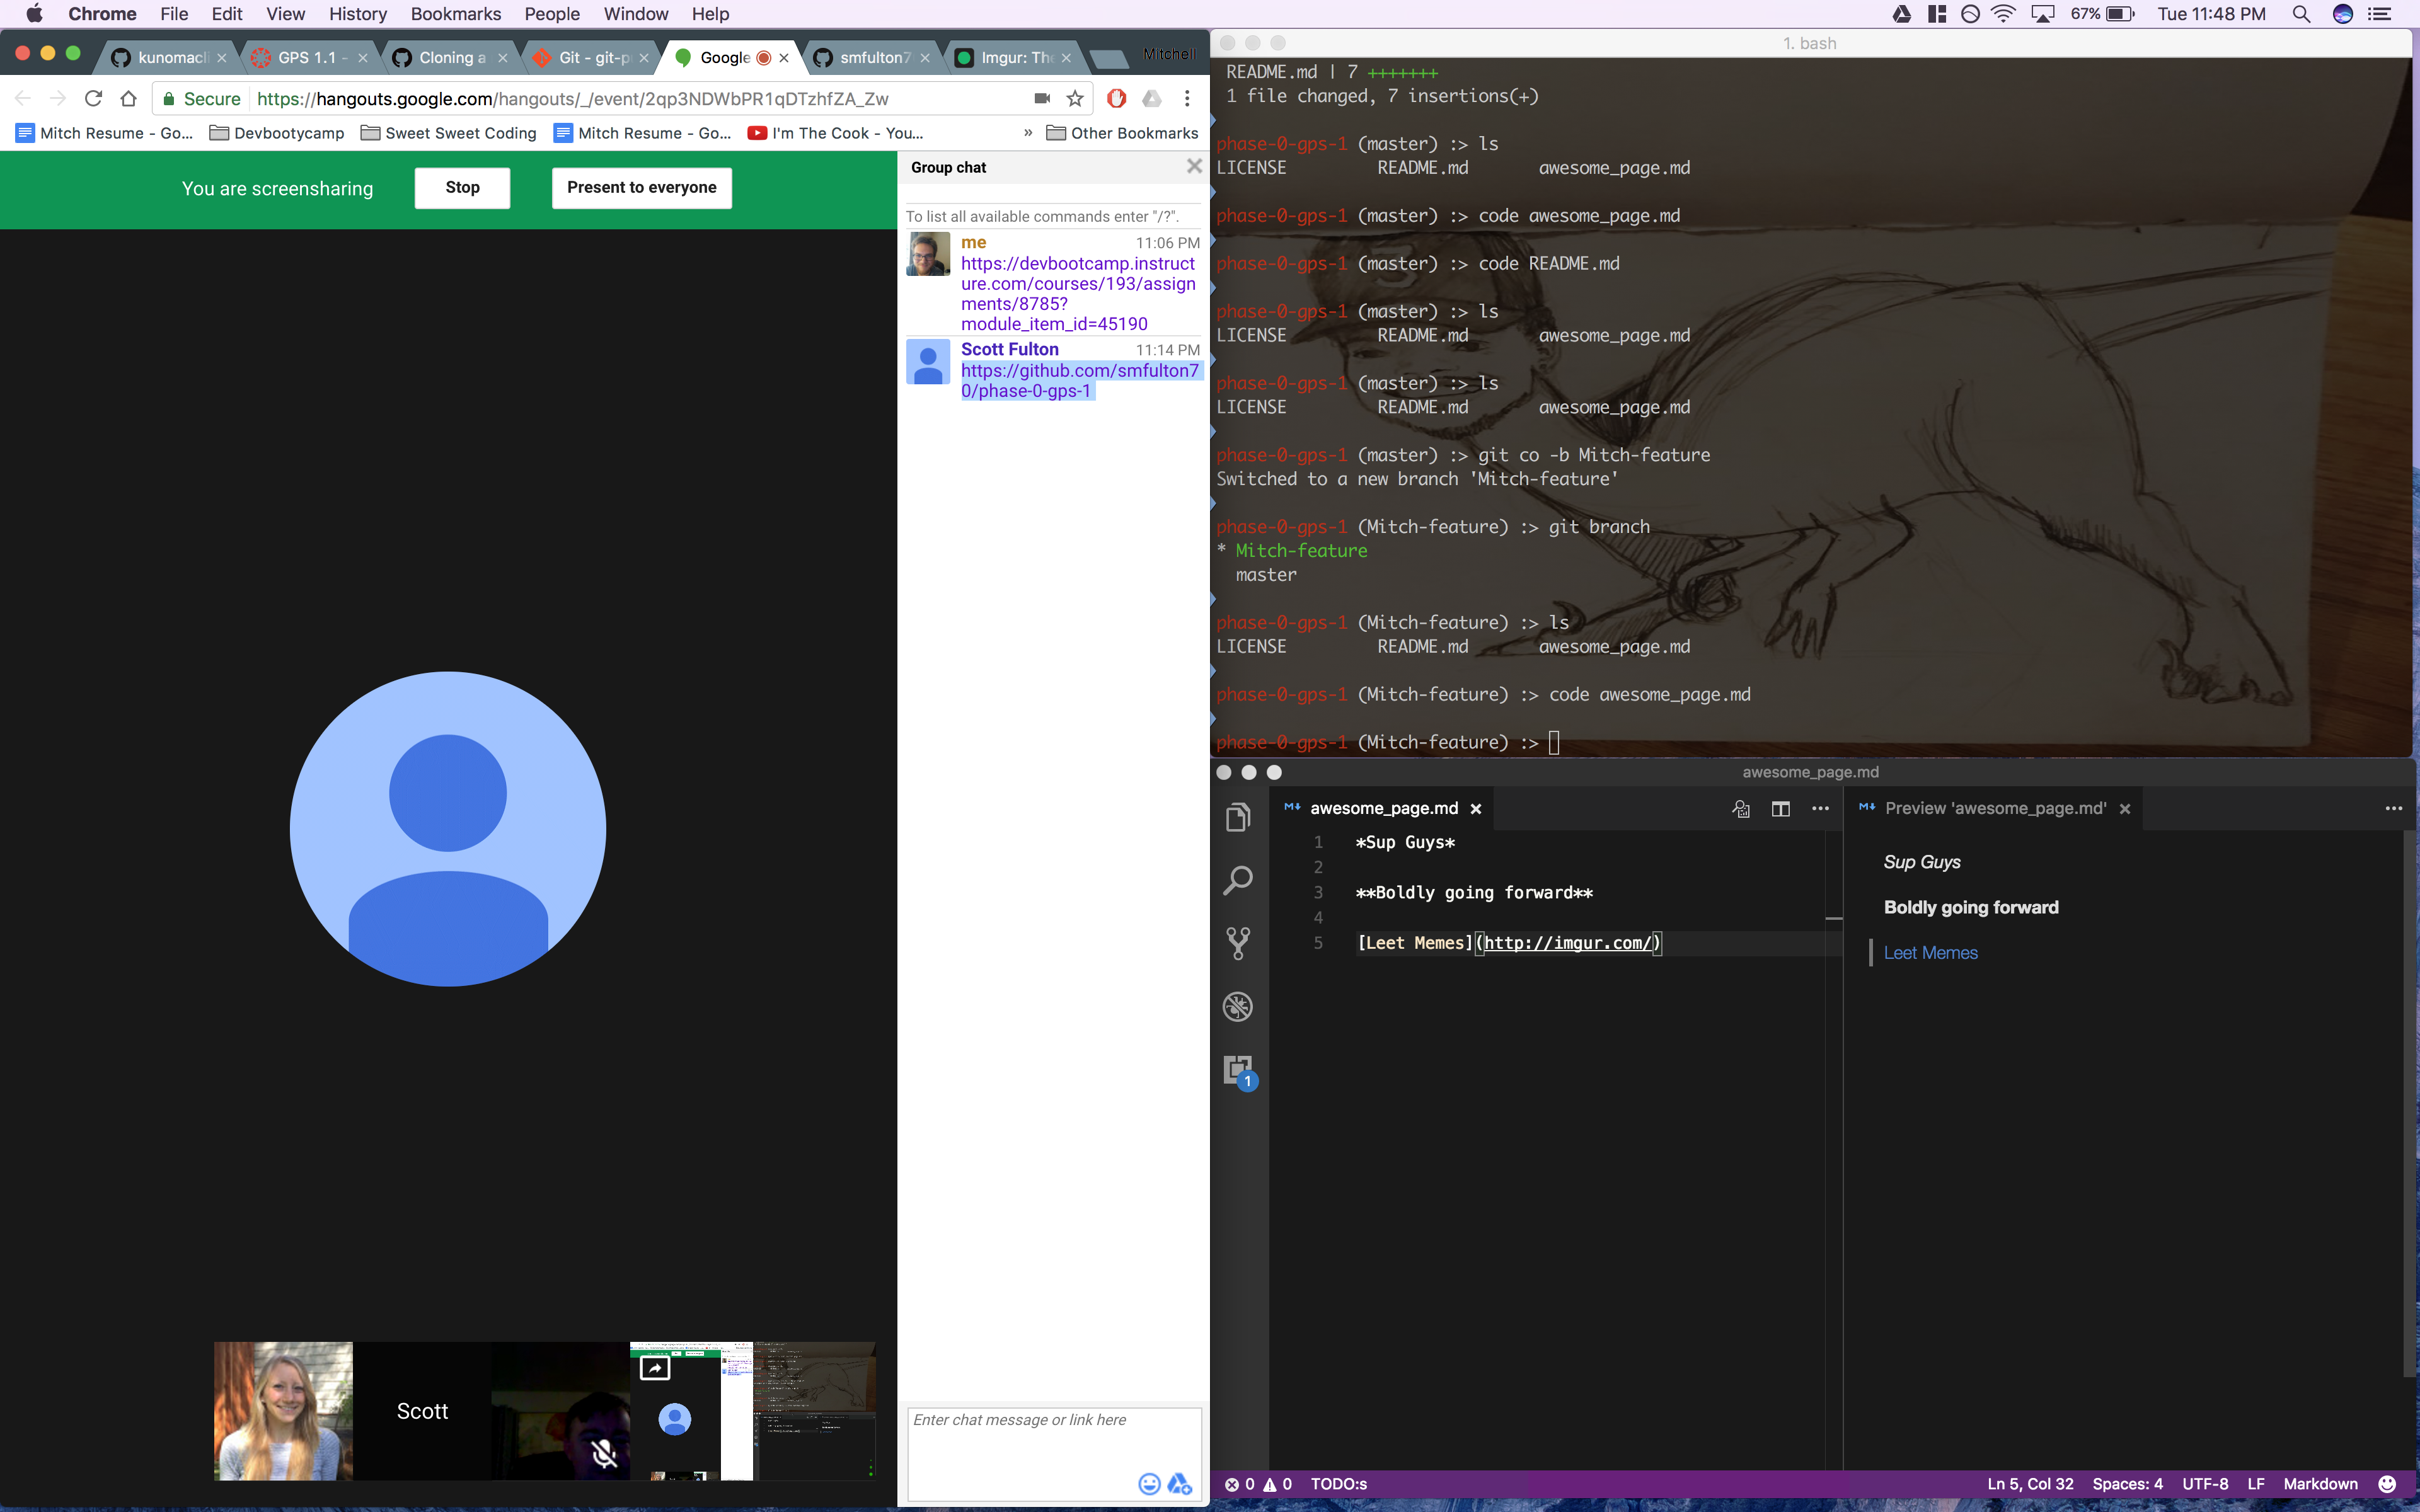 Chrome File Edit View History Bookmarks People Window Help
67% Tue 11:48 PM
kunomacli
GPS 1.1 -
Cloning a
Git - git-p
Google
smfulton7
Imgur: The
Mitchell
Secure https://hangouts.google.com/hangouts/_/event/2qp3NDWbPR1qDTzhfZA_Zw
Mitch Resume - Go... Devbootycamp Sweet Sweet Coding Mitch Resume - Go... I'm The Cook - You... » Other Bookmarks
You are screensharing Stop Present to everyone
Group chat
To list all available commands enter "/?".
me 11:06 PM
https://devbootcamp.instruct
ure.com/courses/193/assign
ments/8785?
module_item_id=45190
Scott Fulton 11:14 PM
https://github.com/smfulton7
0/phase-0-gps-1
Scott
Enter chat message or link here
1. bash
README.md | 7 +++++++
1 file changed, 7 insertions(+)
phase-0-gps-1 (master) :> ls
LICENSE README.md awesome_page.md
phase-0-gps-1 (master) :> code awesome_page.md
phase-0-gps-1 (master) :> code README.md
phase-0-gps-1 (master) :> ls
LICENSE README.md awesome_page.md
phase-0-gps-1 (master) :> ls
LICENSE README.md awesome_page.md
phase-0-gps-1 (master) :> git co -b Mitch-feature
Switched to a new branch 'Mitch-feature'
phase-0-gps-1 (Mitch-feature) :> git branch
* Mitch-feature
master
phase-0-gps-1 (Mitch-feature) :> ls
LICENSE README.md awesome_page.md
phase-0-gps-1 (Mitch-feature) :> code awesome_page.md
phase-0-gps-1 (Mitch-feature) :>
awesome_page.md
awesome_page.md
1 *Sup Guys*
2
3 **Boldly going forward**
4
5 [Leet Memes](http://imgur.com/)
1
Preview 'awesome_page.md'
Sup Guys
Boldly going forward
Leet Memes
0 0 TODO:s Ln 5, Col 32 Spaces: 4 UTF-8 LF Markdown